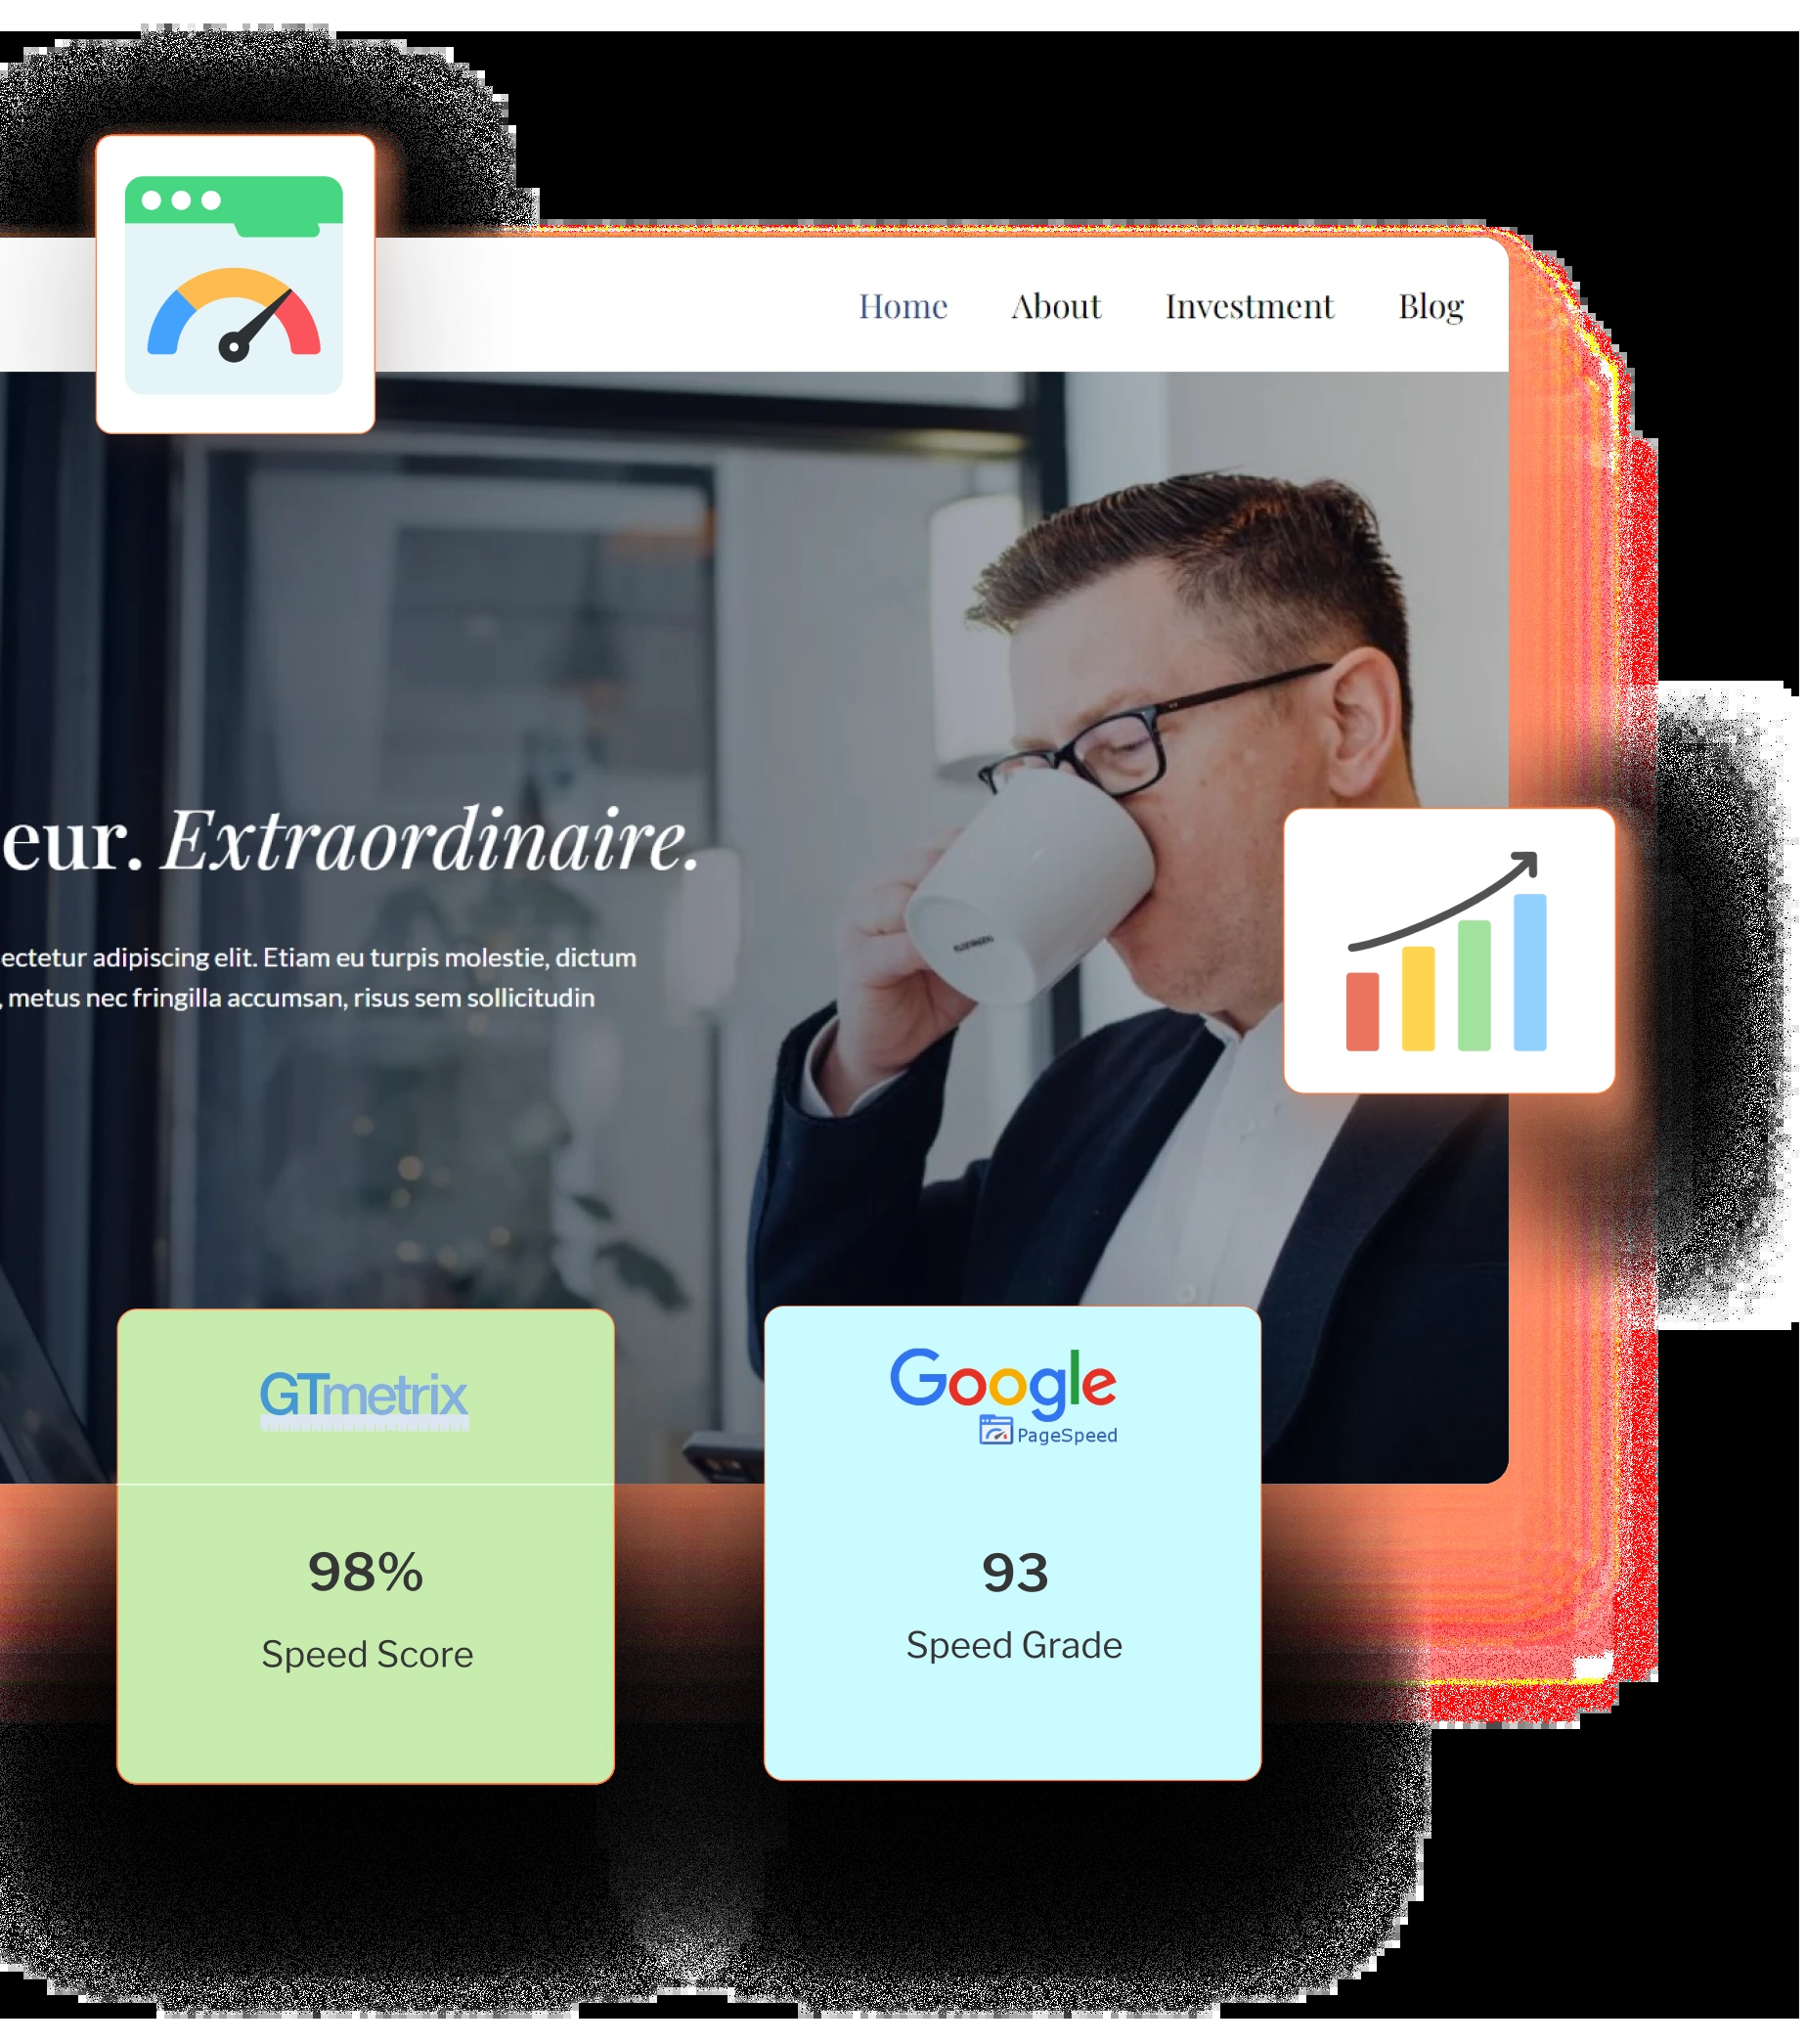 Home About Investment Blog
eur. Extraordinaire.
ectetur adipiscing elit. Etiam eu turpis molestie, dictum
, metus nec fringilla accumsan, risus sem sollicitudin
GTmetrix
98%
Speed Score
Google
PageSpeed
93
Speed Grade